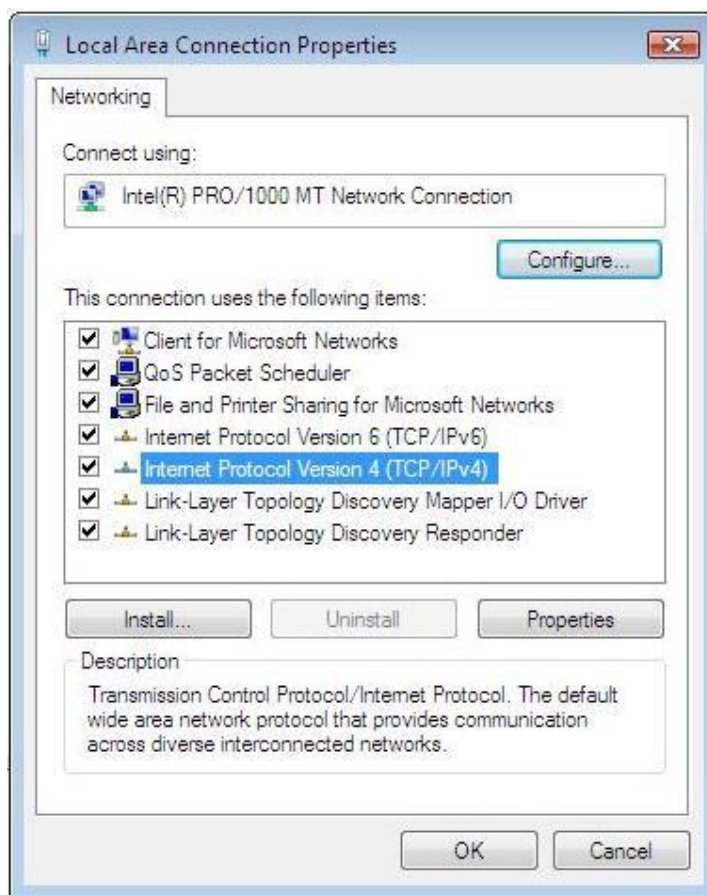 Local Area Connection Properties
Networking
Connect using:
Intel(R) PRO/1000 MT Network Connection
Configure...
This connection uses the following items:
Client for Microsoft Networks
QoS Packet Scheduler
File and Printer Sharing for Microsoft Networks
Internet Protocol Version 6 (TCP/IPv6)
Internet Protocol Version 4 (TCP/IPv4)
Link-Layer Topology Discovery Mapper I/O Driver
Link-Layer Topology Discovery Responder
Install... Uninstall Properties
Description
Transmission Control Protocol/Internet Protocol. The default
wide area network protocol that provides communication
across diverse interconnected networks.
OK Cancel